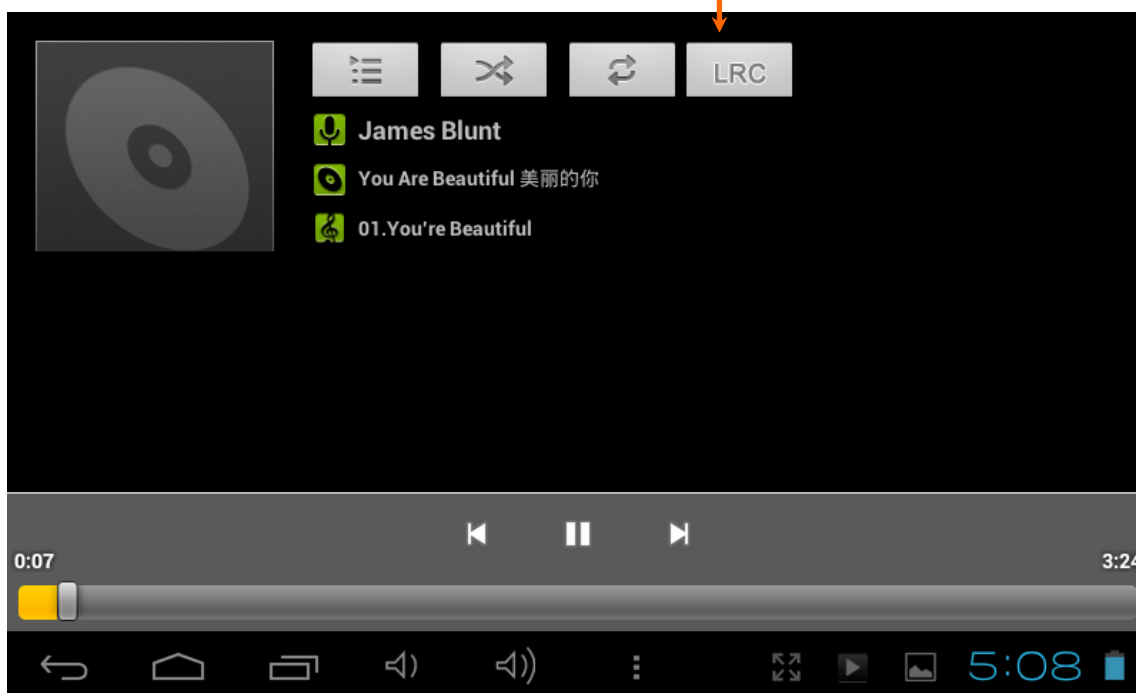 LRC
James Blunt
You Are Beautiful 美丽的你
01.You're Beautiful
0:07
3:24
5:08